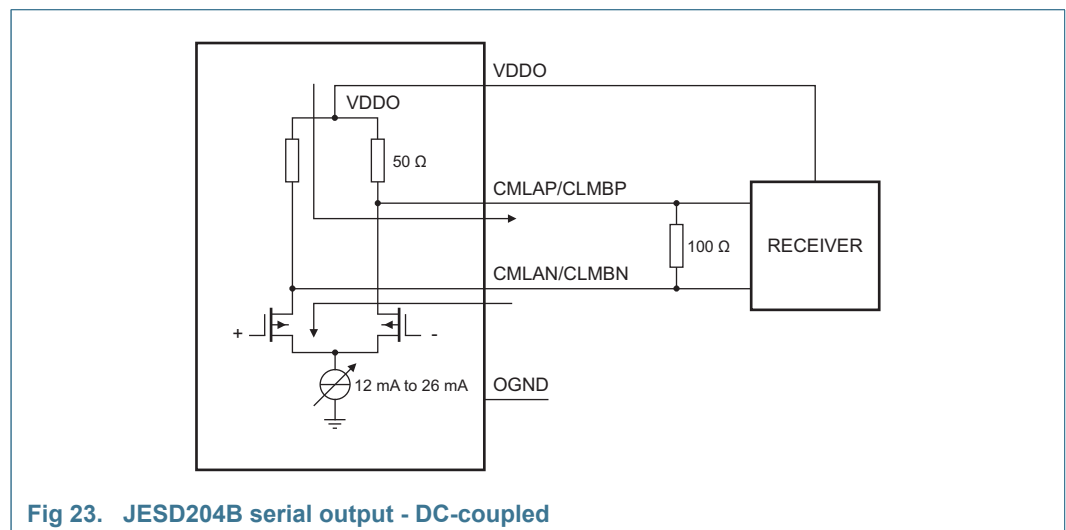 VDDO
VDDO
50 Ω
CMLAP/CLMBP
100 Ω
RECEIVER
CMLAN/CLMBN
+
-
12 mA to 26 mA
OGND
Fig 23. JESD204B serial output - DC-coupled